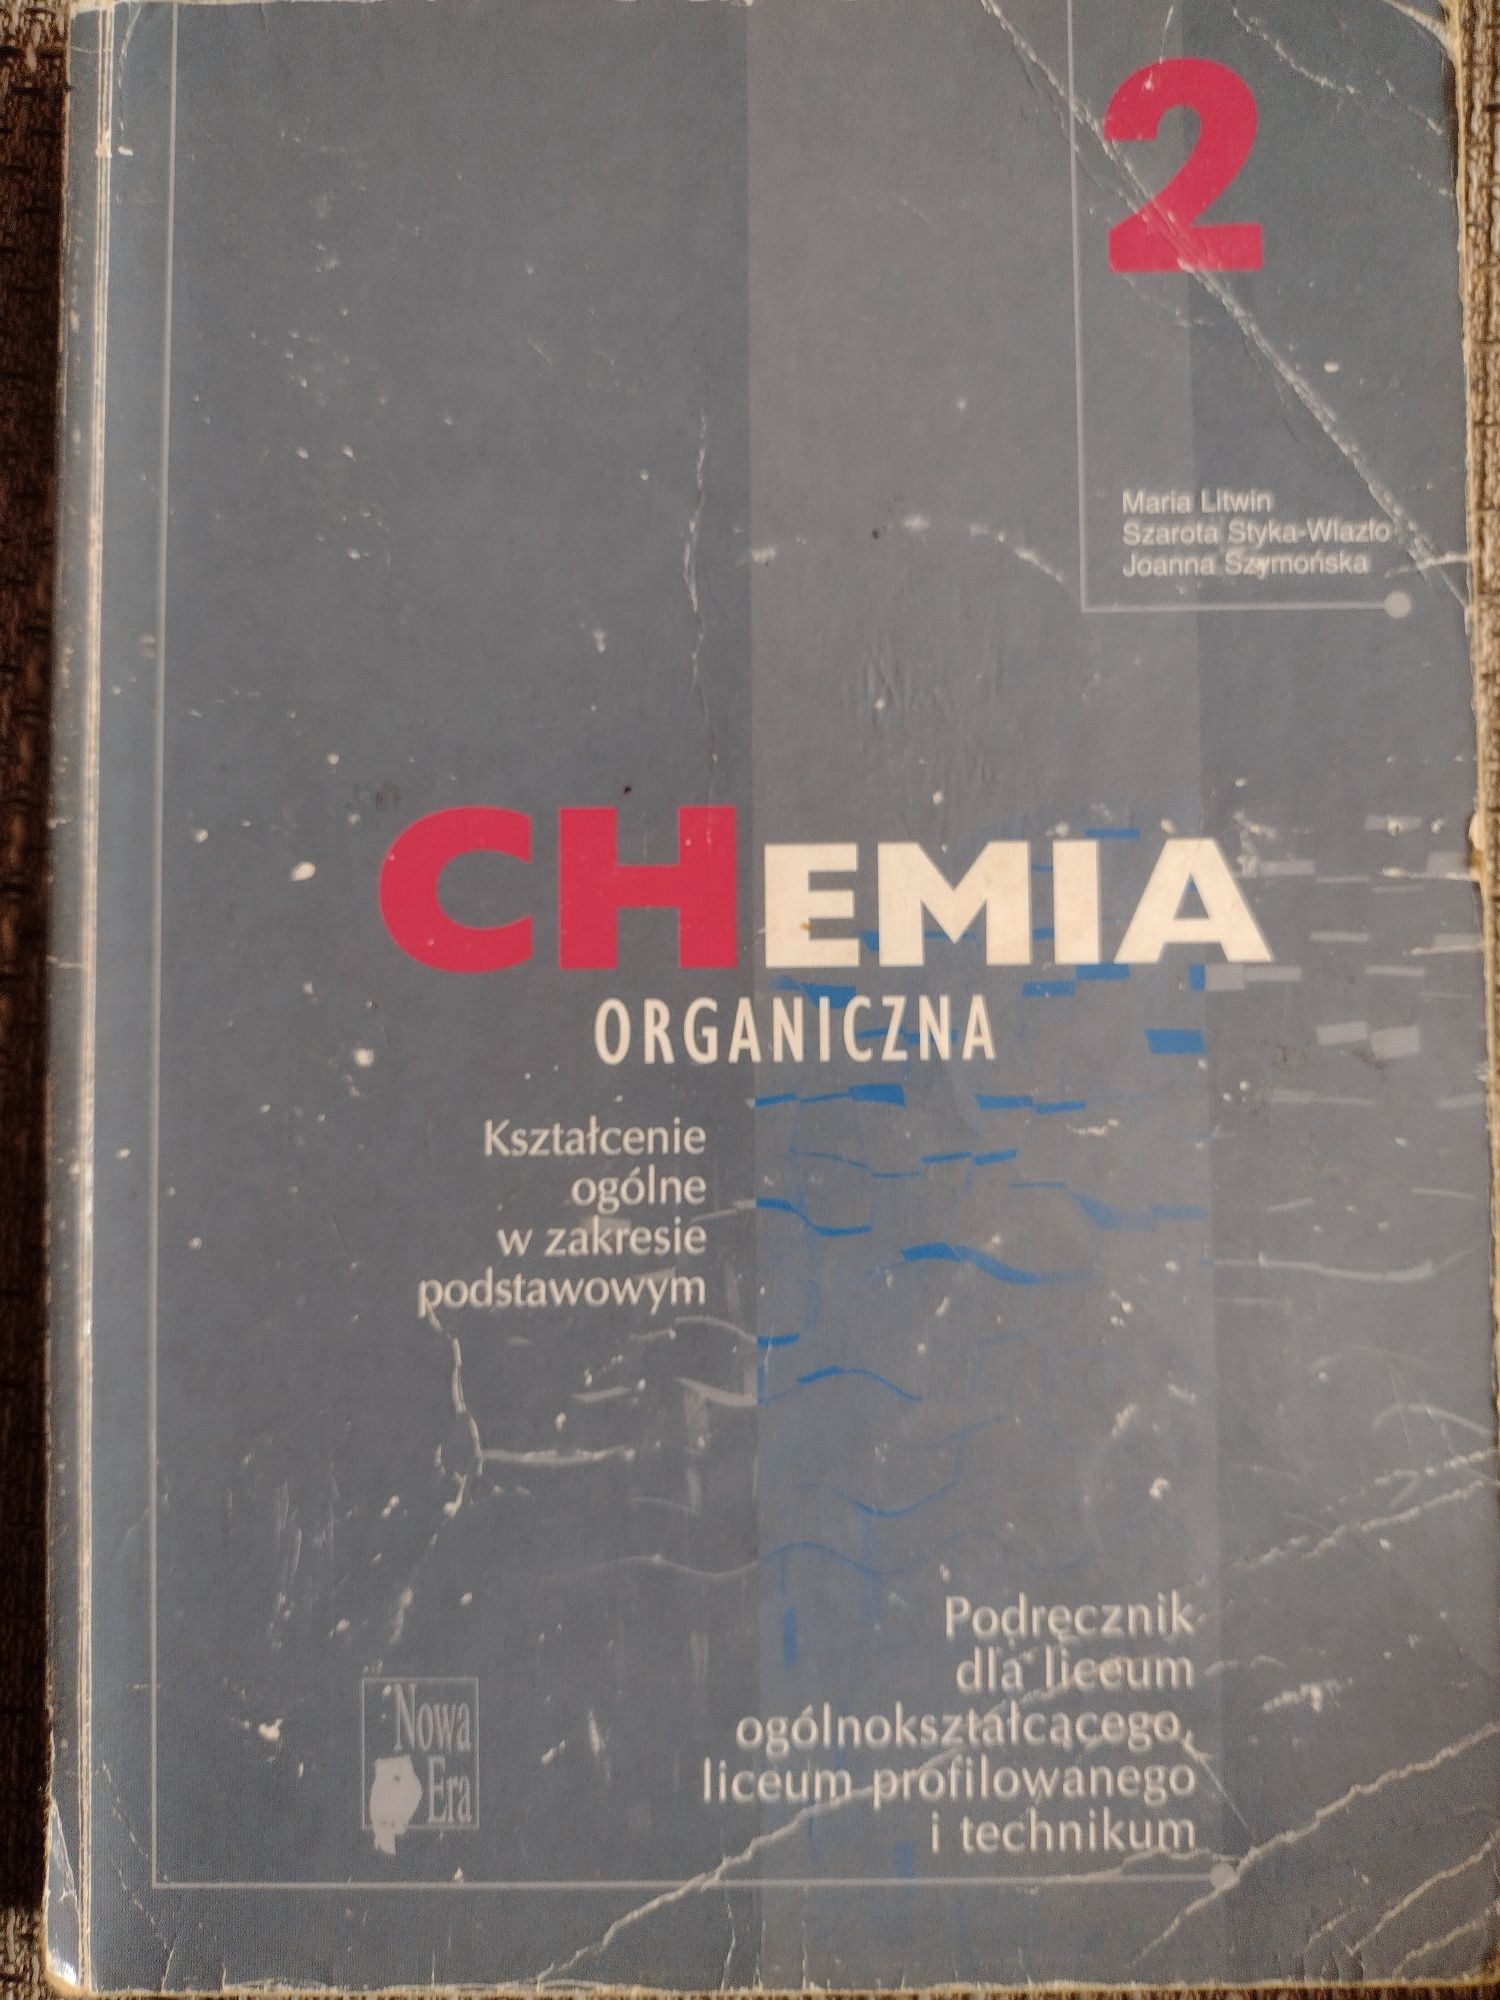 2
Maria Litwin
Szarota Styka-Wlazło
Joanna Szymońska
CHEMIA
ORGANICZNA
Kształcenie
ogólne
w zakresie
podstawowym
Podręcznik
dla liceum
ogólnokształcącego,
liceum profilowanego
i technikum
Nowa
Era